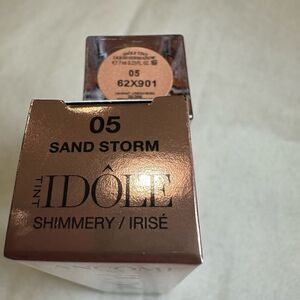 05
62X901
05
SAND STORM
TINT
IDÔLE
SHIMMERY / IRISÉ